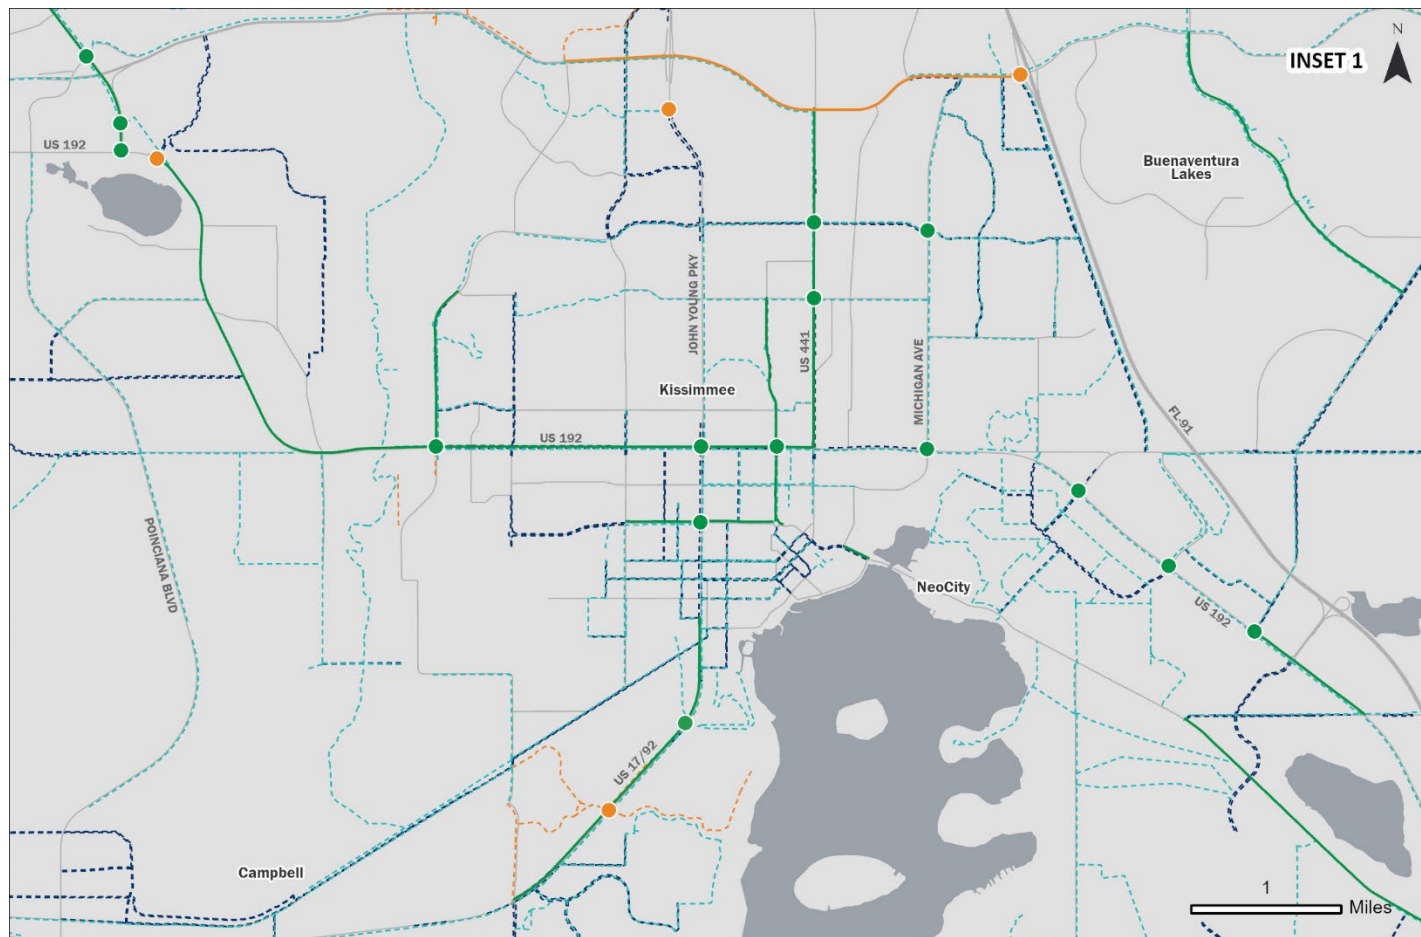 N
INSET 1
US 192
Buenaventura
Lakes
JOHN YOUNG PKY
US 441
MICHIGAN AVE
Kissimmee
FL-91
US 192
POINCIANA BLVD
NeoCity
US 192
US 17/92
Campbell
1
Miles